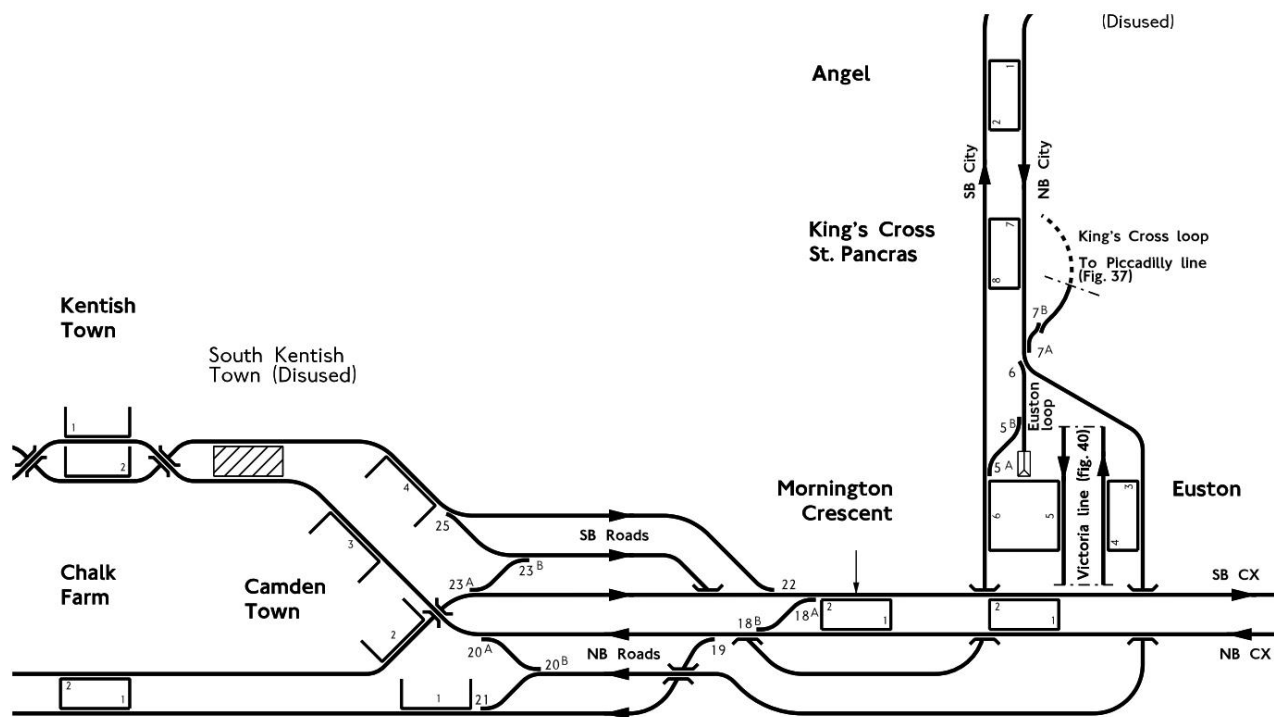 (Disused)
Angel
1
2
SB City
NB City
King's Cross
St. Pancras
7
8
King's Cross loop
To Piccadilly line
(Fig. 37)
7B
7A
6
Euston
loop
5B
5A
Kentish
Town
South Kentish
Town (Disused)
1
2
4
3
25
SB Roads
Mornington
Crescent
6
5
Victoria line (fig. 40)
3
4
Euston
Chalk
Farm
Camden
Town
23A
23B
22
SB CX
2
18A
1
2
1
18B
2
20A
NB Roads
19
NB CX
20B
2
1
1
21